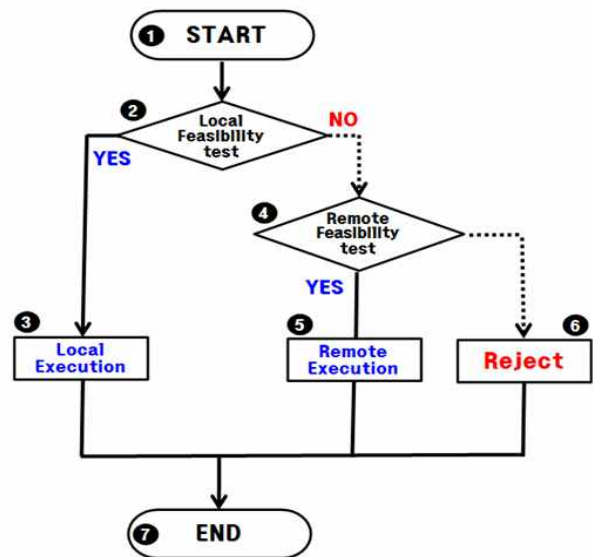 1 START
2
Local
Feasibility
test
NO
YES
4
Remote
Feasibility
test
YES
3
Local
Execution
5
Remote
Execution
6
Reject
7 END